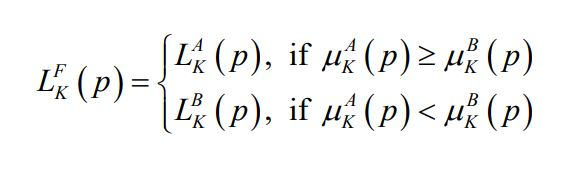 L_K^F (p) = { L_K^A (p), if μ_K^A (p) ≥ μ_K^B (p)
L_K^B (p), if μ_K^A (p) < μ_K^B (p)